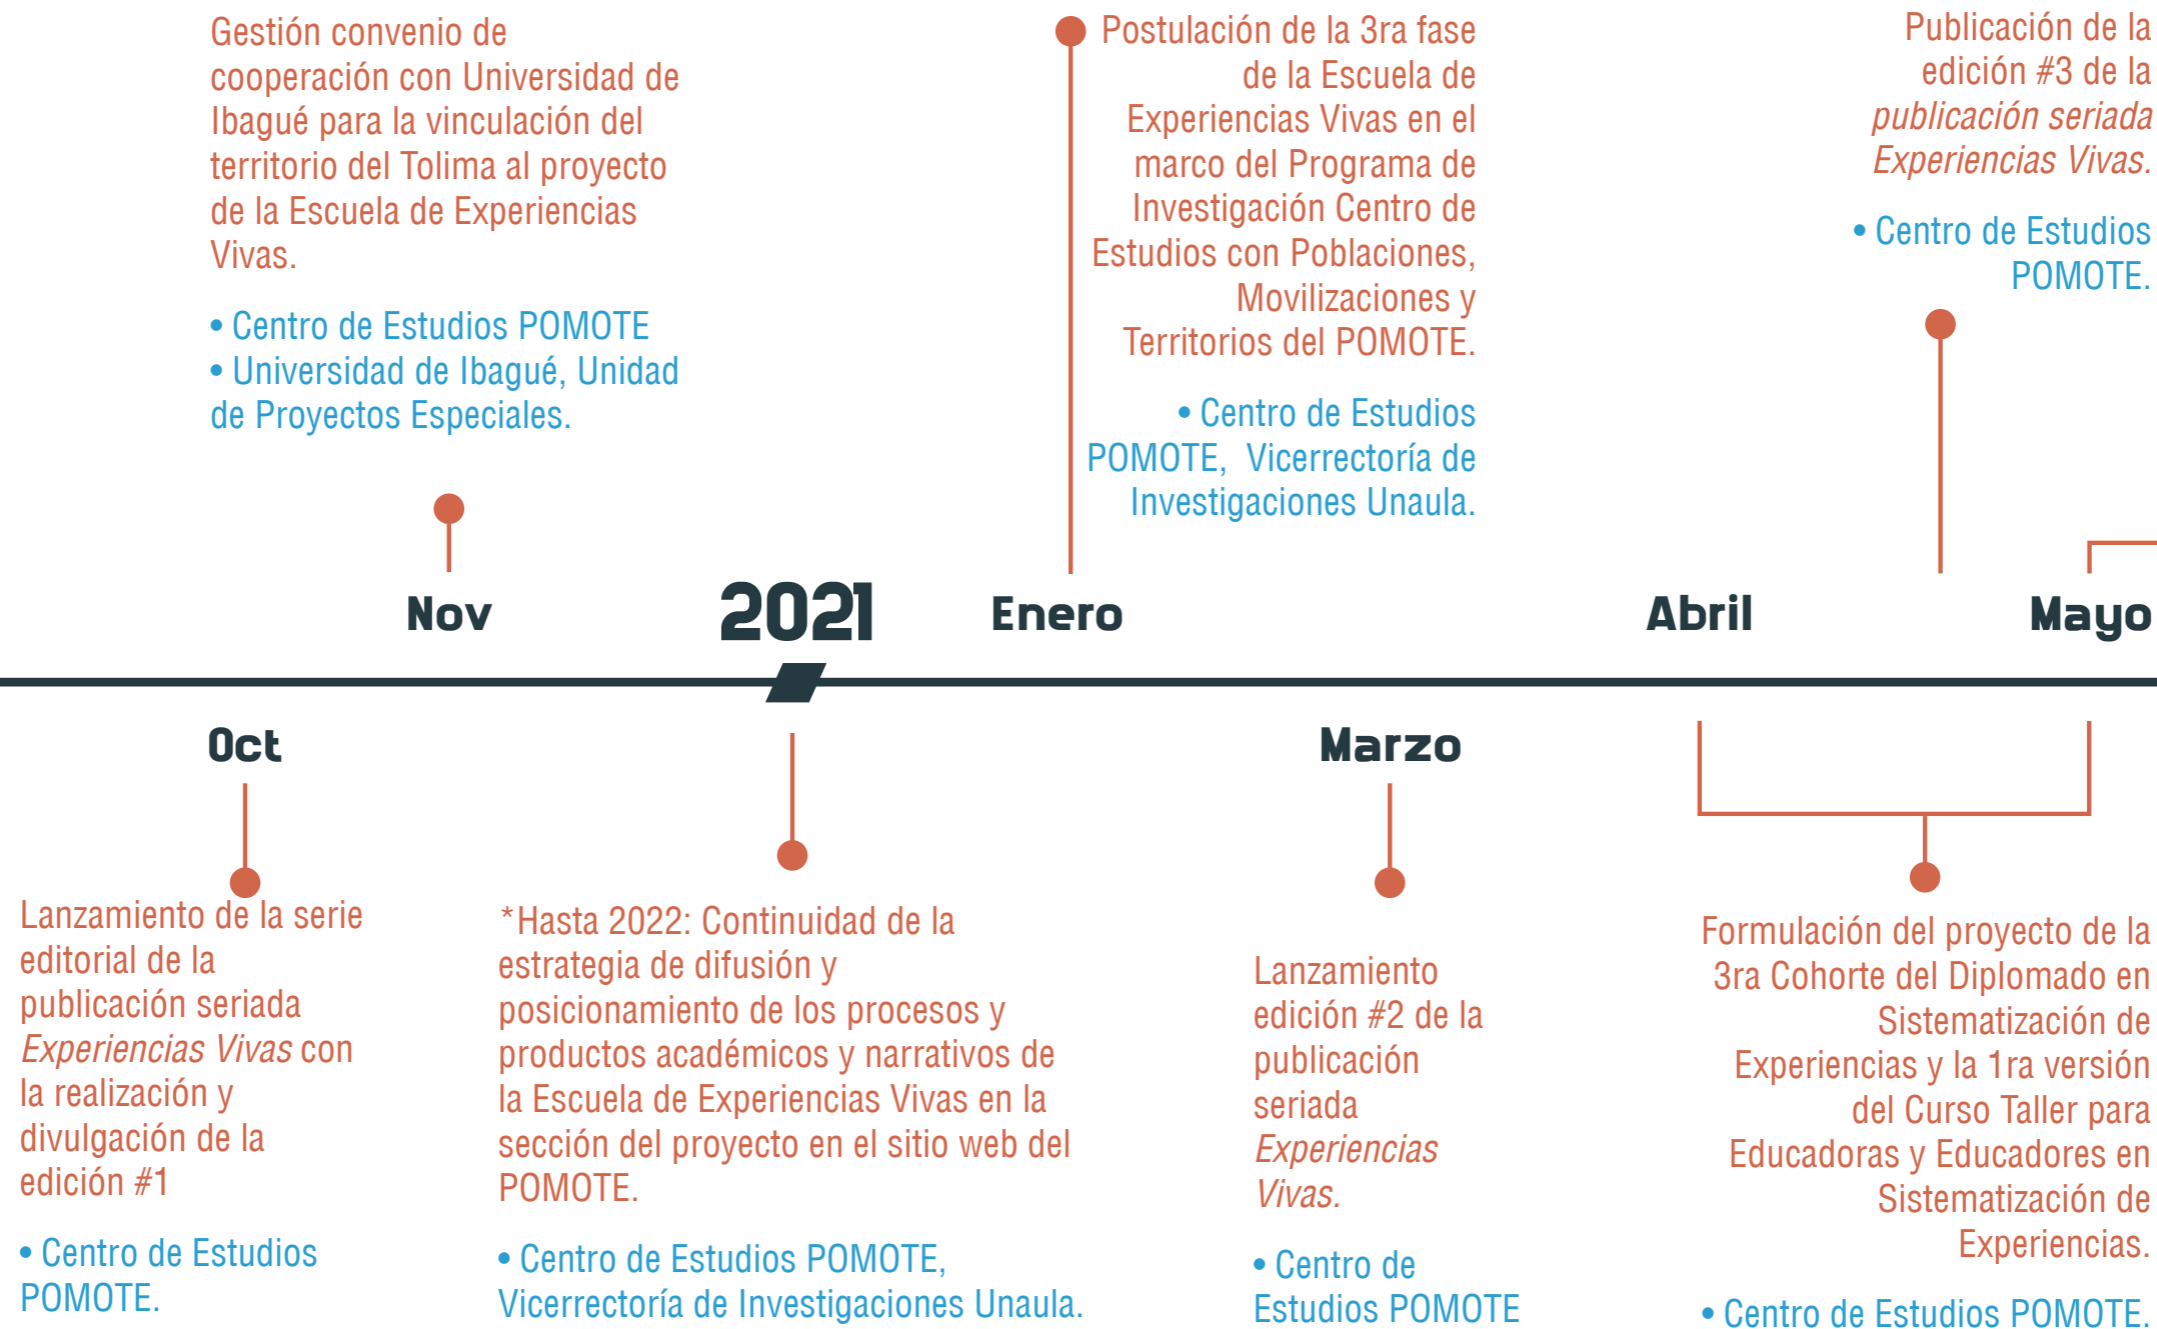 Gestión convenio de
cooperación con Universidad de
Ibagué para la vinculación del
territorio del Tolima al proyecto
de la Escuela de Experiencias
Vivas.
• Centro de Estudios POMOTE
• Universidad de Ibagué, Unidad
de Proyectos Especiales.
Postulación de la 3ra fase
de la Escuela de
Experiencias Vivas en el
marco del Programa de
Investigación Centro de
Estudios con Poblaciones,
Movilizaciones y
Territorios del POMOTE.
• Centro de Estudios
POMOTE, Vicerrectoría de
Investigaciones Unaula.
Publicación de la
edición #3 de la
publicación seriada
Experiencias Vivas.
• Centro de Estudios
POMOTE.
Nov
2021
Enero
Abril
Mayo
Oct
Marzo
Lanzamiento de la serie
editorial de la
publicación seriada
Experiencias Vivas con
la realización y
divulgación de la
edición #1
• Centro de Estudios
POMOTE.
*Hasta 2022: Continuidad de la
estrategia de difusión y
posicionamiento de los procesos y
productos académicos y narrativos de
la Escuela de Experiencias Vivas en la
sección del proyecto en el sitio web del
POMOTE.
• Centro de Estudios POMOTE,
Vicerrectoría de Investigaciones Unaula.
Lanzamiento
edición #2 de la
publicación
seriada
Experiencias
Vivas.
• Centro de
Estudios POMOTE
Formulación del proyecto de la
3ra Cohorte del Diplomado en
Sistematización de
Experiencias y la 1ra versión
del Curso Taller para
Educadoras y Educadores en
Sistematización de
Experiencias.
• Centro de Estudios POMOTE.